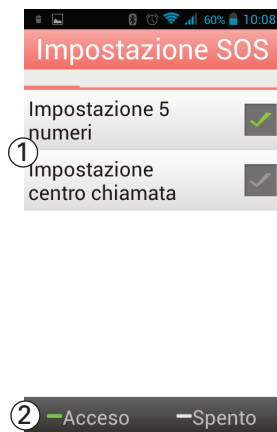 60% 10:08
Impostazione SOS
Impostazione 5
numeri
1
Impostazione
centro chiamata
2 Acceso Spento